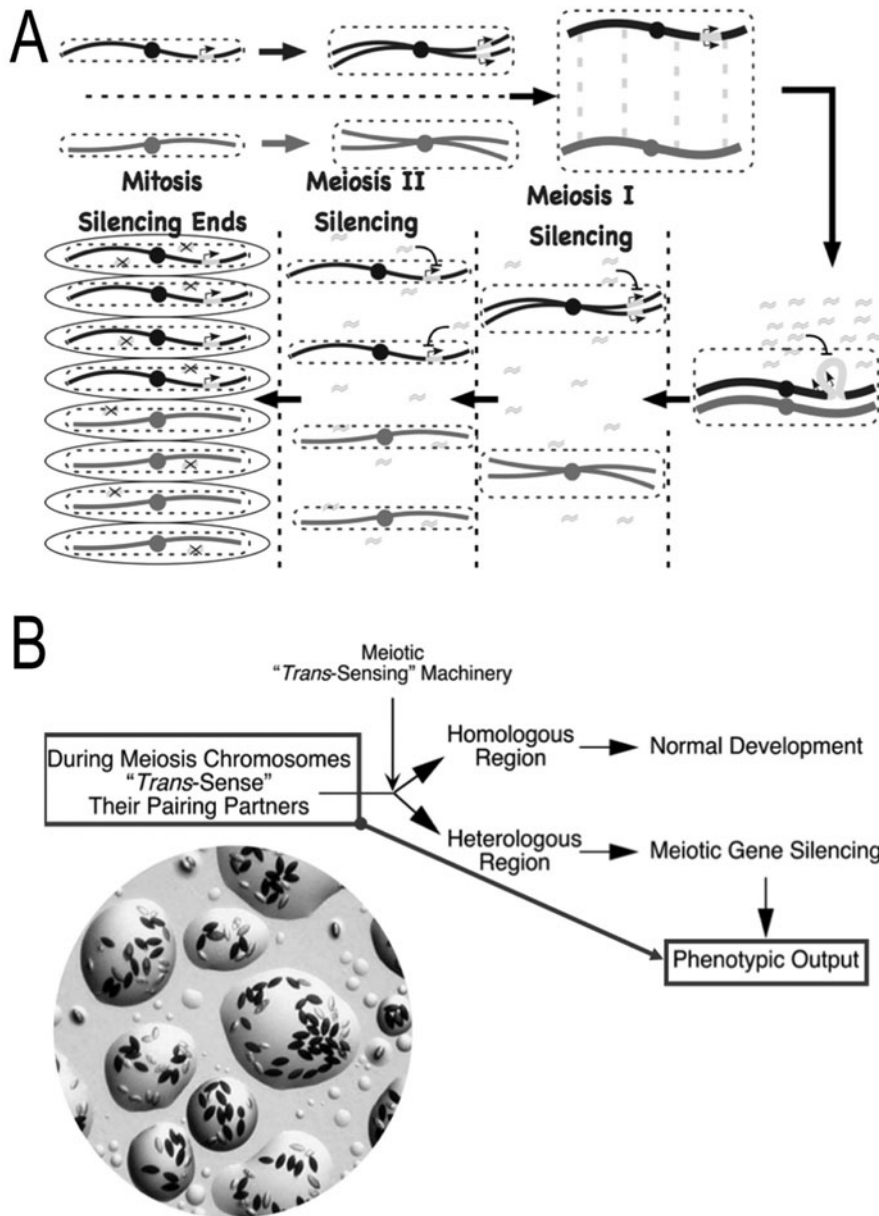 A
Mitosis
Silencing Ends
Meiosis II
Silencing
Meiosis I
Silencing
B
Meiotic
“Trans-Sensing” Machinery
During Meiosis Chromosomes
“Trans-Sense”
Their Pairing Partners
Homologous
Region
Normal Development
Heterologous
Region
Meiotic Gene Silencing
Phenotypic Output